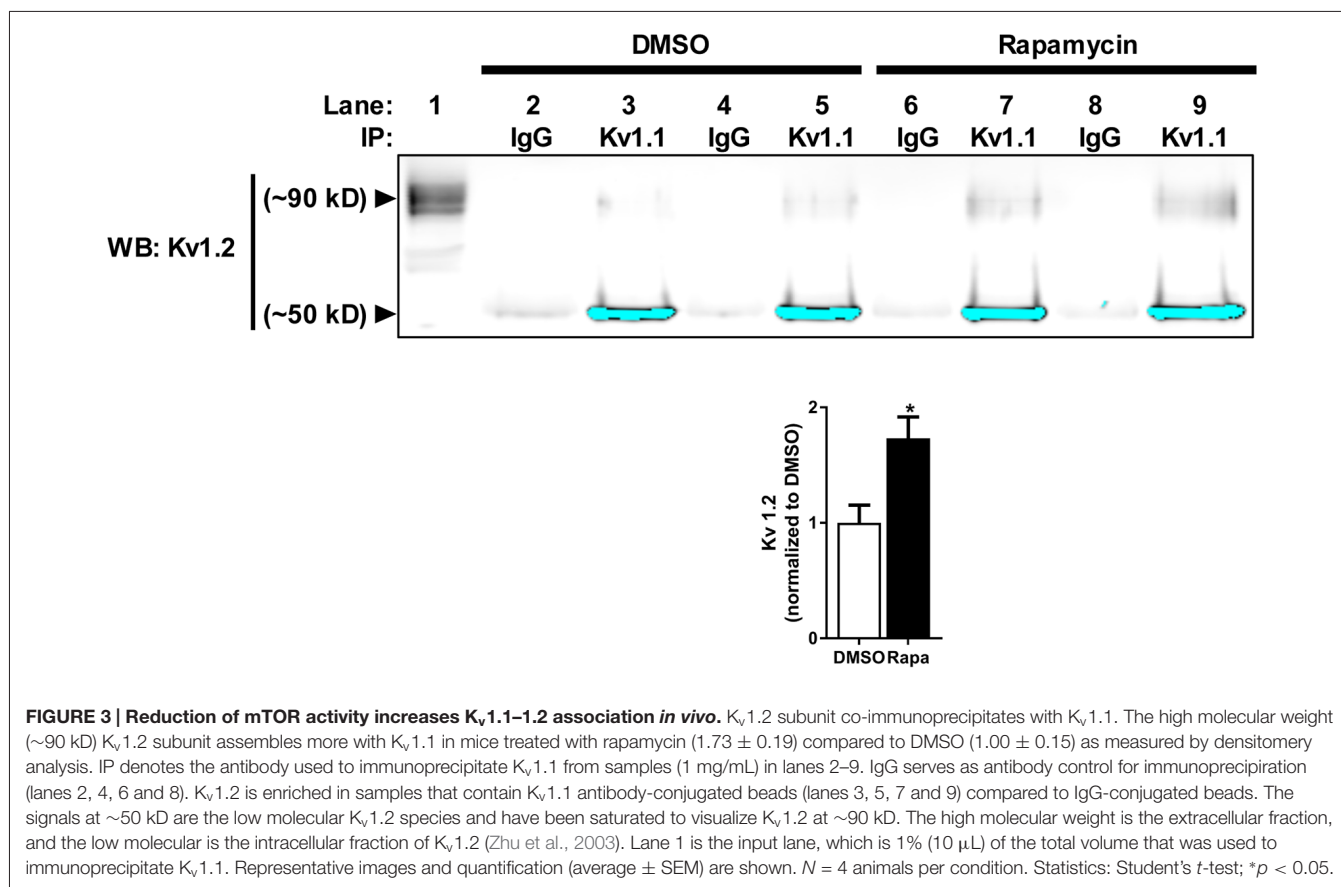 DMSO Rapamycin
Lane: 1 2 3 4 5 6 7 8 9
IP: IgG Kv1.1 IgG Kv1.1 IgG Kv1.1 IgG Kv1.1
(~90 kD)
WB: Kv1.2
(~50 kD)
2
*
Kv 1.2
(normalized to DMSO)
1
0
DMSO Rapa
FIGURE 3 | Reduction of mTOR activity increases Kv1.1–1.2 association in vivo. Kv1.2 subunit co-immunoprecipitates with Kv1.1. The high molecular weight
(∼90 kD) Kv1.2 subunit assembles more with Kv1.1 in mice treated with rapamycin (1.73 ± 0.19) compared to DMSO (1.00 ± 0.15) as measured by densitomery
analysis. IP denotes the antibody used to immunoprecipitate Kv1.1 from samples (1 mg/mL) in lanes 2–9. IgG serves as antibody control for immunoprecipiration
(lanes 2, 4, 6 and 8). Kv1.2 is enriched in samples that contain Kv1.1 antibody-conjugated beads (lanes 3, 5, 7 and 9) compared to IgG-conjugated beads. The
signals at ∼50 kD are the low molecular Kv1.2 species and have been saturated to visualize Kv1.2 at ∼90 kD. The high molecular weight is the extracellular fraction,
and the low molecular is the intracellular fraction of Kv1.2 (Zhu et al., 2003). Lane 1 is the input lane, which is 1% (10 μL) of the total volume that was used to
immunoprecipitate Kv1.1. Representative images and quantification (average ± SEM) are shown. N = 4 animals per condition. Statistics: Student's t-test; *p < 0.05.